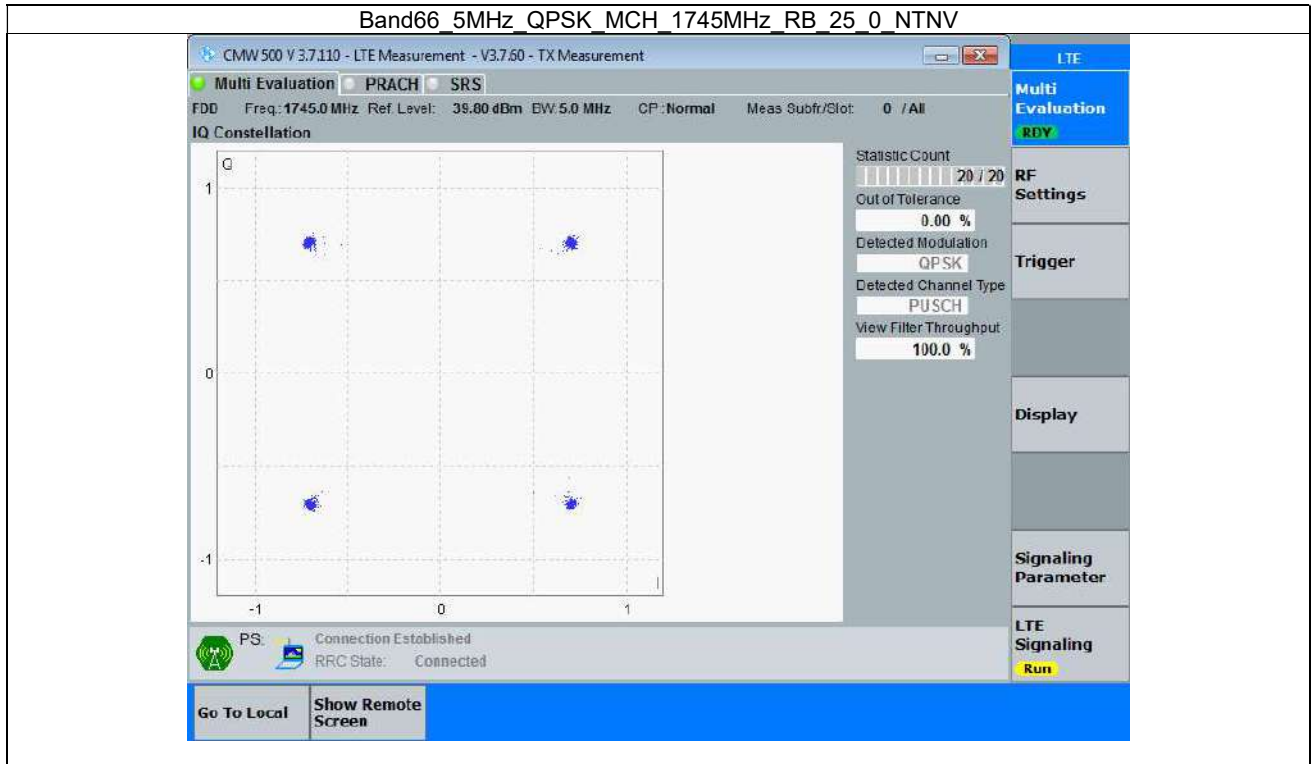 Band66_5MHz_QPSK_MCH_1745MHz_RB_25_0_NTNV
CMW 500 V 3.7.110 - LTE Measurement - V3.7.60 - TX Measurement
LTE
Multi Evaluation PRACH SRS
FDD Freq.: 1745.0 MHz Ref. Level: 39.80 dBm BW: 5.0 MHz CP: Normal Meas Subfr./Slot: 0 / All
IQ Constellation
Multi
Evaluation
RDY
Q
1
0
-1
-1 0 1
I
Statistic Count
20 / 20
Out of Tolerance
0.00 %
Detected Modulation
QPSK
Detected Channel Type
PUSCH
View Filter Throughput
100.0 %
RF
Settings
Trigger
Display
Signaling
Parameter
LTE
Signaling
Run
PS:
Connection Established
RRC State: Connected
Go To Local
Show Remote
Screen